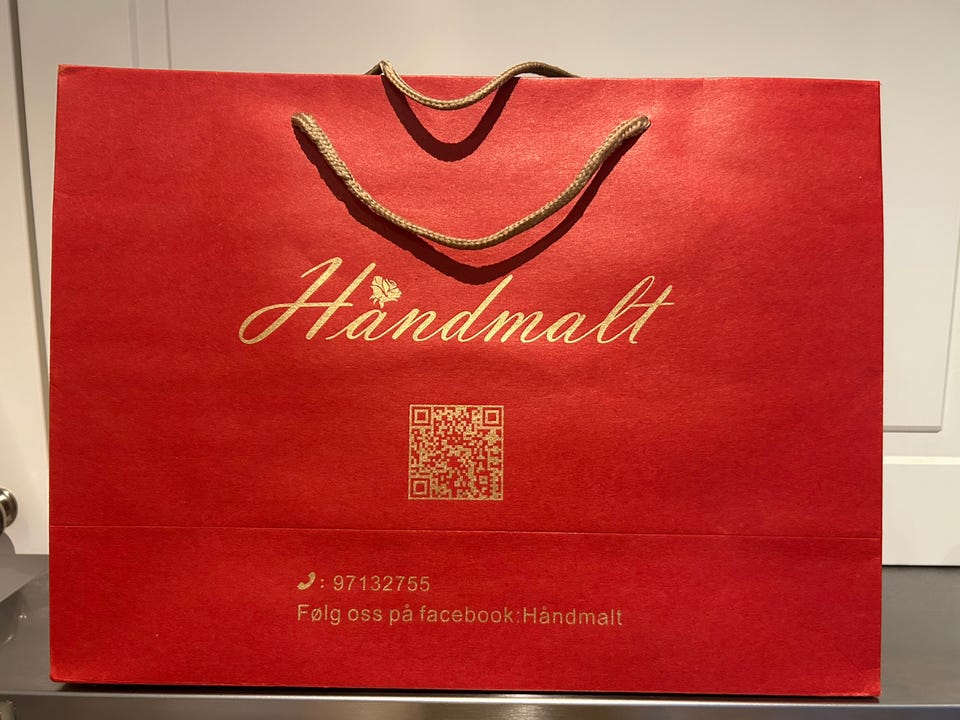 Håndmalt
: 97132755
Følg oss på facebook:Håndmalt